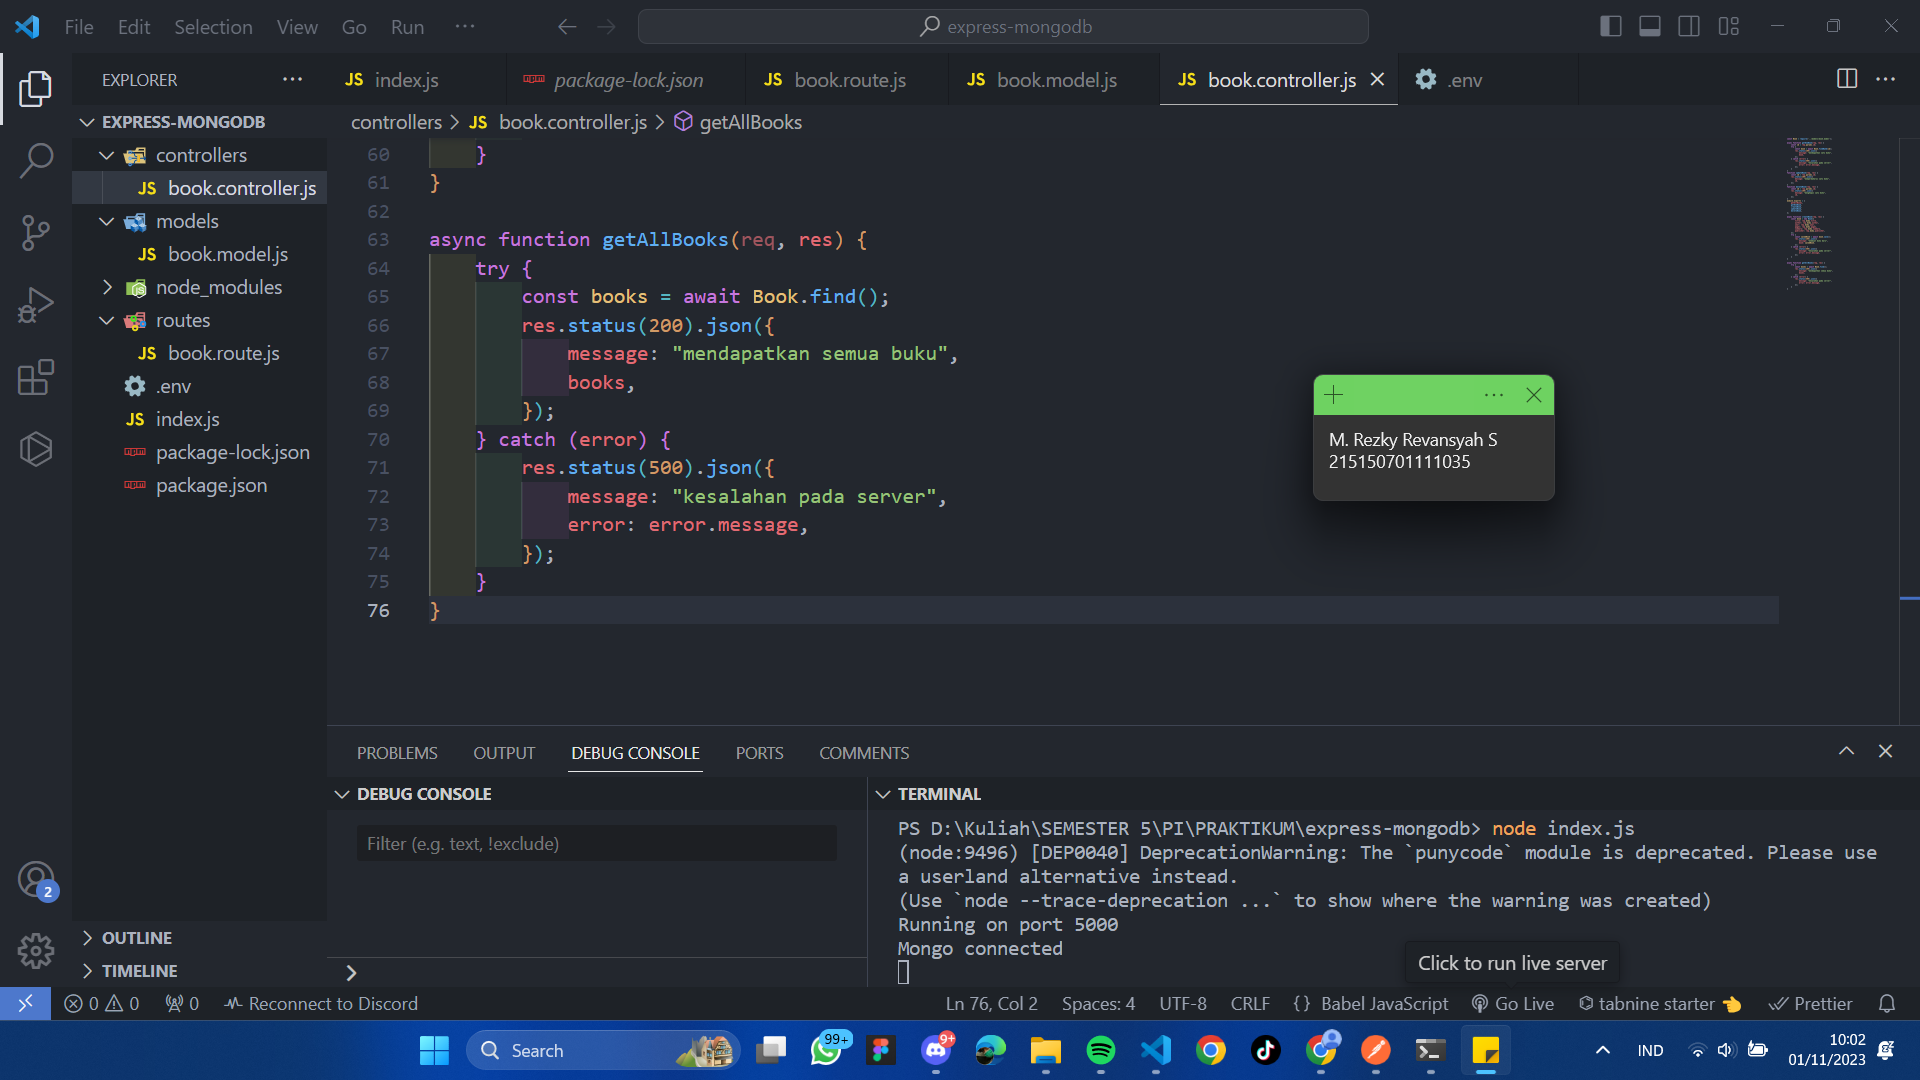 File Edit Selection View Go Run ···
express-mongodb
EXPLORER ···
JS index.js
package-lock.json
JS book.route.js
JS book.model.js
JS book.controller.js
.env
EXPRESS-MONGODB
controllers
JS book.controller.js
models
JS book.model.js
node_modules
routes
JS book.route.js
.env
JS index.js
package-lock.json
package.json
OUTLINE
TIMELINE
controllers > JS book.controller.js > getAllBooks
60 }
61 }
62
63 async function getAllBooks(req, res) {
64 try {
65 const books = await Book.find();
66 res.status(200).json({
67 message: "mendapatkan semua buku",
68 books,
69 });
70 } catch (error) {
71 res.status(500).json({
72 message: "kesalahan pada server",
73 error: error.message,
74 });
75 }
76 }
M. Rezky Revansyah S
215150701111035
PROBLEMS OUTPUT DEBUG CONSOLE PORTS COMMENTS
DEBUG CONSOLE
Filter (e.g. text, !exclude)
TERMINAL
PS D:\Kuliah\SEMESTER 5\PI\PRAKTIKUM\express-mongodb> node index.js
(node:9496) [DEP0040] DeprecationWarning: The `punycode` module is deprecated. Please use
a userland alternative instead.
(Use `node --trace-deprecation ...` to show where the warning was created)
Running on port 5000
Mongo connected
Click to run live server
2
0 0 0 Reconnect to Discord
Ln 76, Col 2 Spaces: 4 UTF-8 CRLF {} Babel JavaScript Go Live tabnine starter Prettier
Search
99+
9+
IND
10:02
01/11/2023